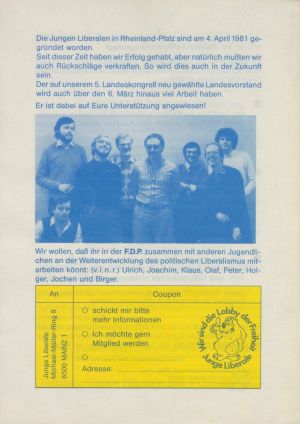 Die Jungen Liberalen in Rheinland-Pfalz sind am 4. April 1981 ge-
gründet worden.
Seit dieser Zeit haben wir Erfolg gehabt, aber natürlich mußten wir
auch Rückschläge verkraften. So wird dies auch in der Zukunft
sein.
Der auf unserem 5. Landeskongreß neu gewählte Landesvorstand
wird auch über den 6. März hinaus viel Arbeit haben.
Er ist dabei auf Eure Unterstützung angewiesen!
Wir wollen, daß ihr in der F.D.P. zusammen mit anderen Jugendli-
chen an der Weiterentwicklung des politischen Liberalismus mit-
arbeiten könnt: (v.l.n.r.) Ulrich, Joachim, Klaus, Olaf, Peter, Hol-
ger, Jochen und Birger.
An
Junge Liberale
Michael-Müller-Ring 9
6500 MAINZ 1
Coupon
schickt mir bitte
mehr Informationen
Ich möchte gern
Mitglied werden
Adresse:
Wir sind die Lobby der Freiheit
Junge Liberale